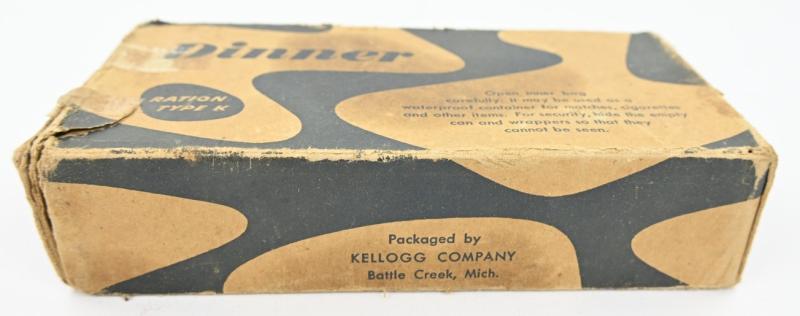 Dinner
RATION
TYPE K
Open inner bag
carefully. It may be used as a
waterproof container for matches, cigarettes
and other items. For security, hide the empty
can and wrappers so that they
cannot be seen.
Packaged by
KELLOGG COMPANY
Battle Creek, Mich.